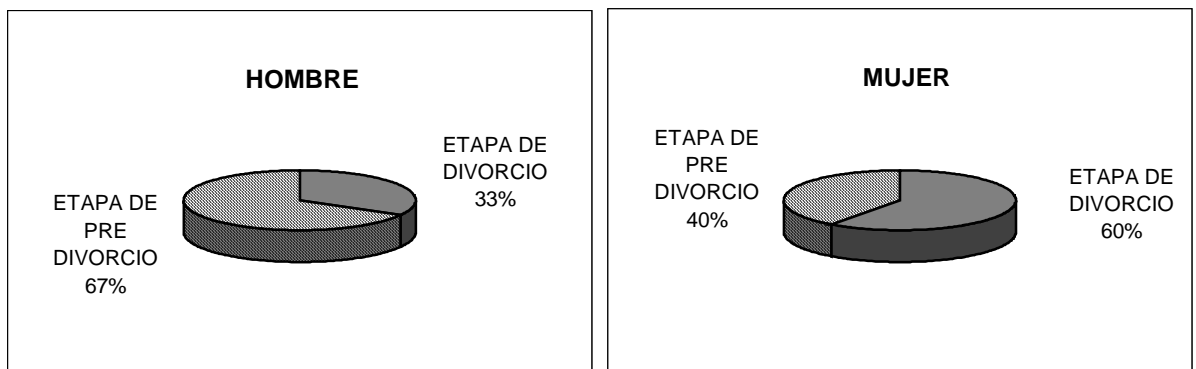 HOMBRE
ETAPA DE
DIVORCIO
33%
ETAPA DE
PRE
DIVORCIO
67%
MUJER
ETAPA DE
PRE
DIVORCIO
40%
ETAPA DE
DIVORCIO
60%